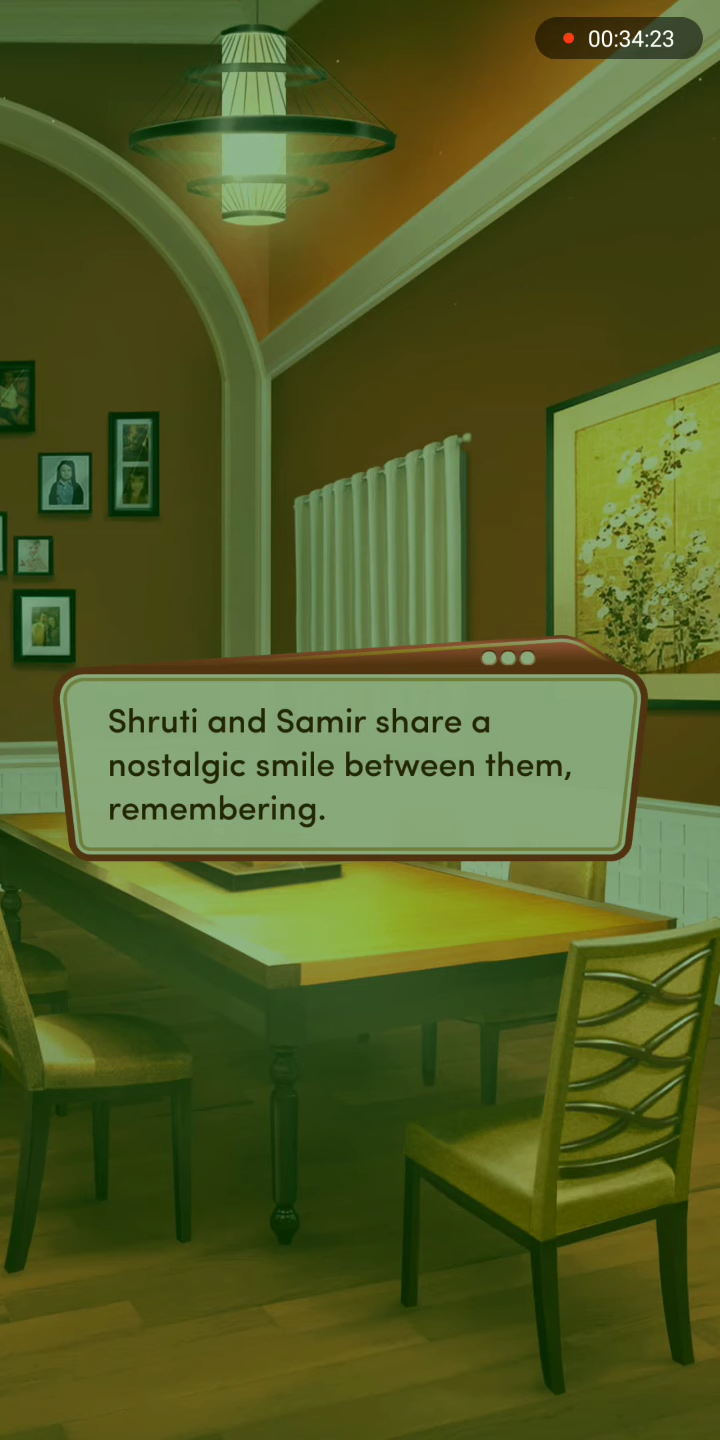 00:34:23
Shruti and Samir share a
nostalgic smile between them,
remembering.